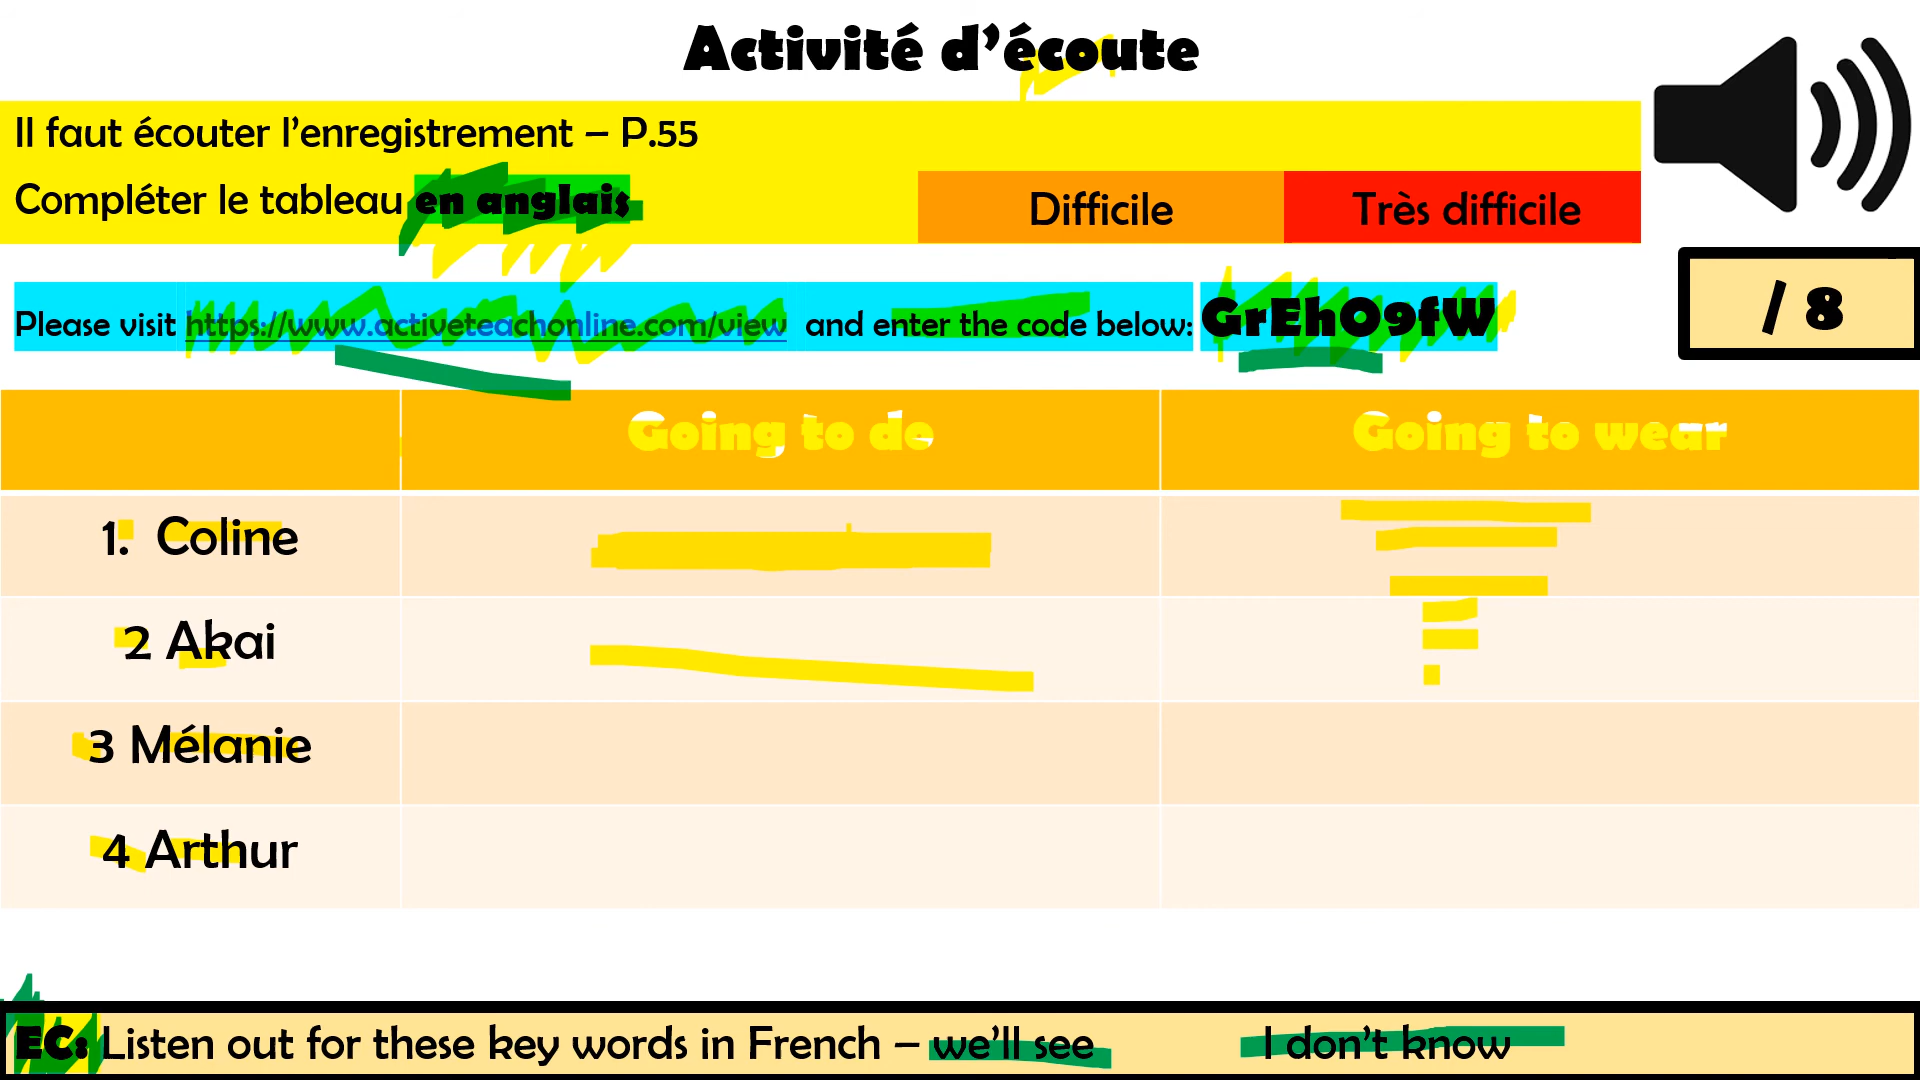 Activité d'écoute
Il faut écouter l'enregistrement – P.55
Compléter le tableau en anglais
Difficile
Très difficile
Please visit https://www.activeteachonline.com/view and enter the code below: GrEhO9fW
/ 8
Going to do
Going to wear
1. Coline
2 Akai
3 Mélanie
4 Arthur
EC: Listen out for these key words in French – we'll see I don't know